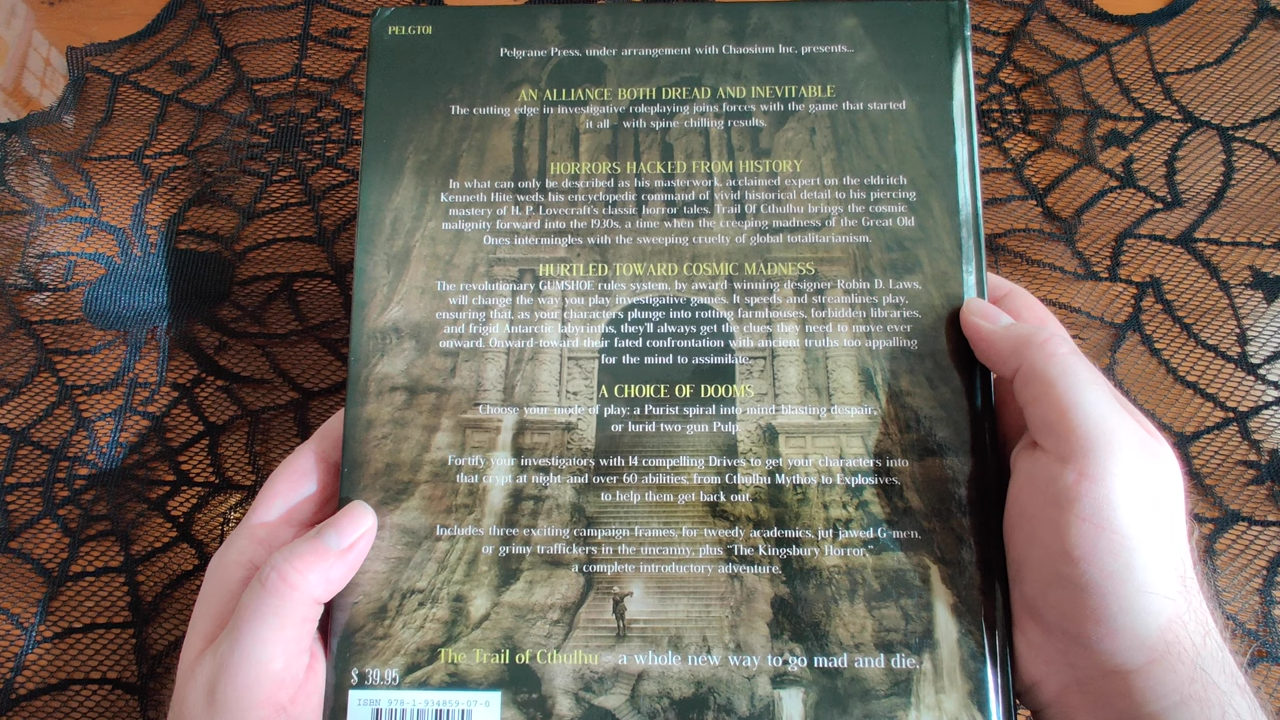 PELGT01
Pelgrane Press, under arrangement with Chaosium Inc, presents...
AN ALLIANCE BOTH DREAD AND INEVITABLE
The cutting edge in investigative roleplaying joins forces with the game that started
it all - with spine-chilling results.
HORRORS HACKED FROM HISTORY
In what can only be described as his masterwork, acclaimed expert on the eldritch
Kenneth Hite weds his encyclopedic command of vivid historical detail to his piercing
mastery of H. P. Lovecraft's classic horror tales. Trail Of Cthulhu brings the cosmic
malignity forward into the 1930s, a time when the creeping madness of the Great Old
Ones intermingles with the sweeping cruelty of global totalitarianism.
HURTLED TOWARD COSMIC MADNESS
The revolutionary GUMSHOE rules system, by award-winning designer Robin D. Laws,
will change the way you play investigative games. It speeds and streamlines play,
ensuring that, as your characters plunge into rotting farmhouses, forbidden libraries,
and frigid Antarctic labyrinths, they'll always get the clues they need to move ever
onward. Onward-toward their fated confrontation with ancient truths too appalling
for the mind to assimilate.
A CHOICE OF DOOMS
Choose your mode of play: a Purist spiral into mind-blasting despair,
or lurid two-gun Pulp.
Fortify your investigators with 14 compelling Drives to get your characters into
that crypt at night and over 60 abilities, from Cthulhu Mythos to Explosives,
to help them get back out.
Includes three exciting campaign frames, for tweedy academics, jut-jawed G-men,
or grimy traffickers in the uncanny, plus "The Kingsbury Horror,"
a complete introductory adventure.
The Trail of Cthulhu - a whole new way to go mad and die.
$ 39.95
ISBN 978-1-934859-07-0